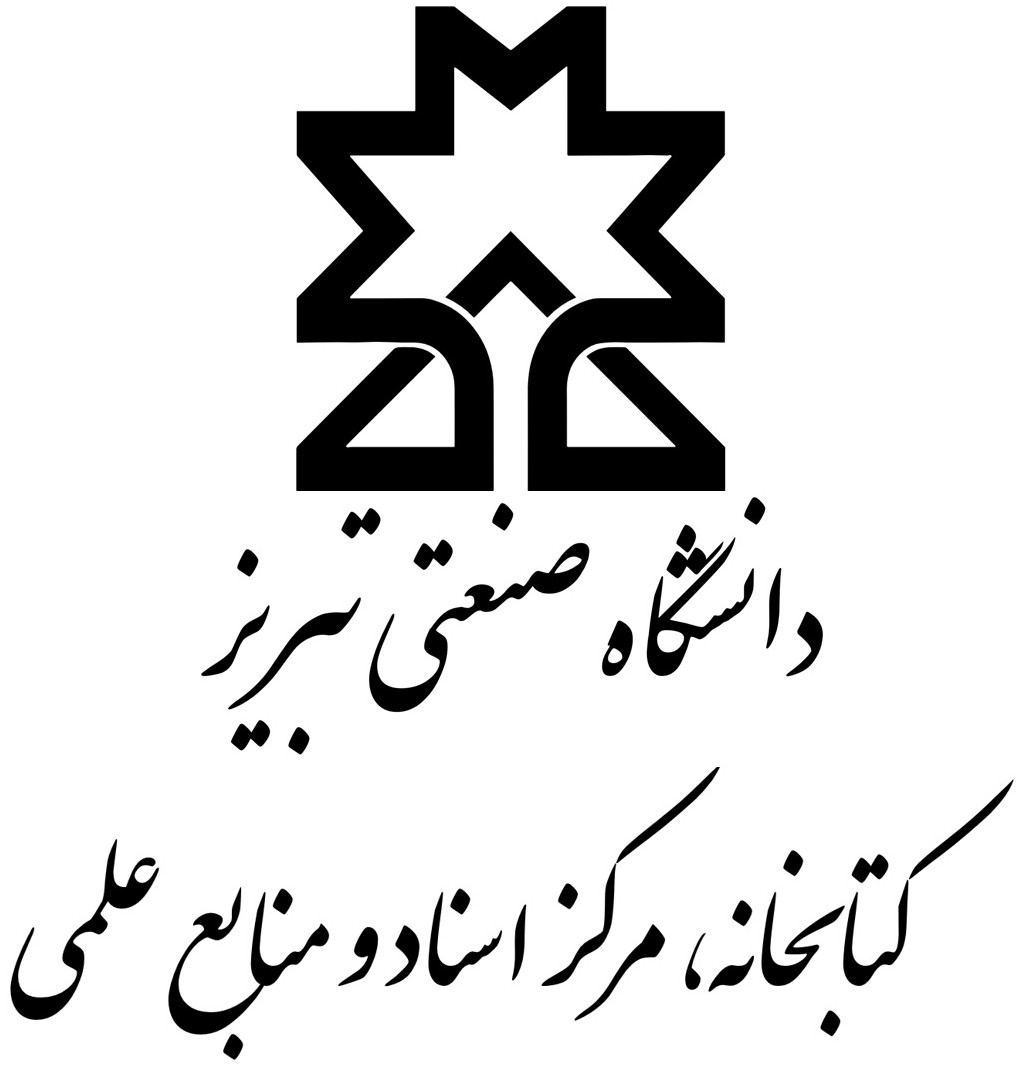 دانشگاه صنعتی تبریز
کتابخانه، مرکز اسناد و منابع علمی